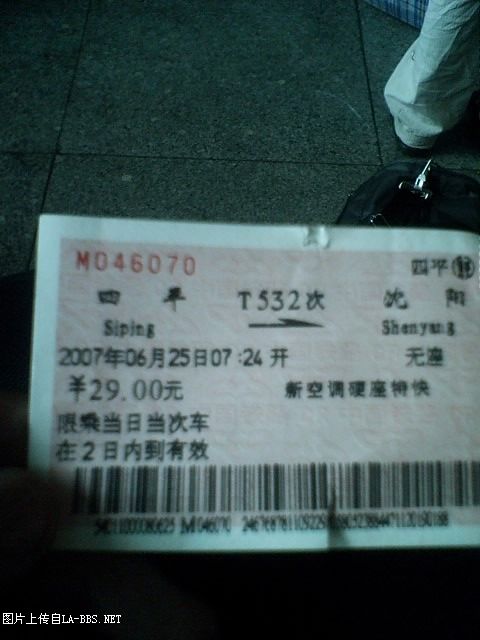 M046070
四平售
四 平 T532次 沈 阳
Siping Shenyang
2007年06月25日07:24开 无座
￥29.00元 新空调硬座特快
限乘当日当次车
在2日内到有效
M046070
图片上传自LA-BBS.NET